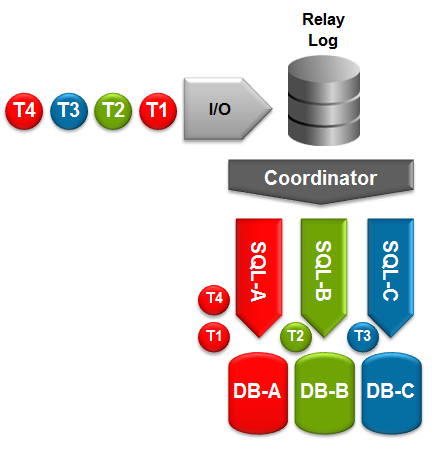 Relay
Log
T4 T3 T2 T1 I/O
Coordinator
SQL-A SQL-B SQL-C
T4
T1 T2 T3
DB-A DB-B DB-C